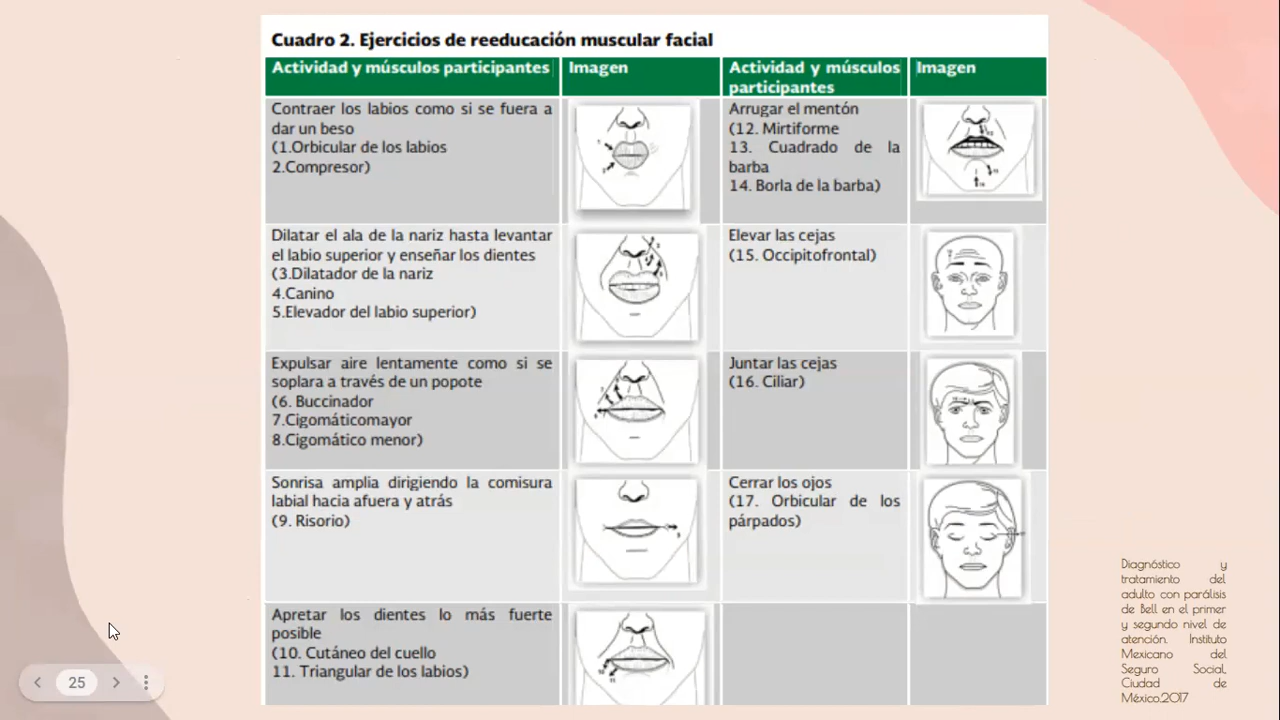 Cuadro 2. Ejercicios de reeducación muscular facial
Actividad y músculos participantes
Imagen
Actividad y músculos
participantes
Imagen
Contraer los labios como si se fuera a
dar un beso
(1.Orbicular de los labios
2.Compresor)
Arrugar el mentón
(12. Mirtiforme
13. Cuadrado de la
barba
14. Borla de la barba)
Dilatar el ala de la nariz hasta levantar
el labio superior y enseñar los dientes
(3.Dilatador de la nariz
4.Canino
5.Elevador del labio superior)
Elevar las cejas
(15. Occipitofrontal)
Expulsar aire lentamente como si se
soplara a través de un popote
(6. Buccinador
7.Cigomáticomayor
8.Cigomático menor)
Juntar las cejas
(16. Ciliar)
Sonrisa amplia dirigiendo la comisura
labial hacia afuera y atrás
(9. Risorio)
Cerrar los ojos
(17. Orbicular de los
párpados)
Apretar los dientes lo más fuerte
posible
(10. Cutáneo del cuello
11. Triangular de los labios)
Diagnóstico y
tratamiento del
adulto con parálisis
de Bell en el primer
y segundo nivel de
atención. Instituto
Mexicano del
Seguro Social,
Ciudad de
México.2017
25